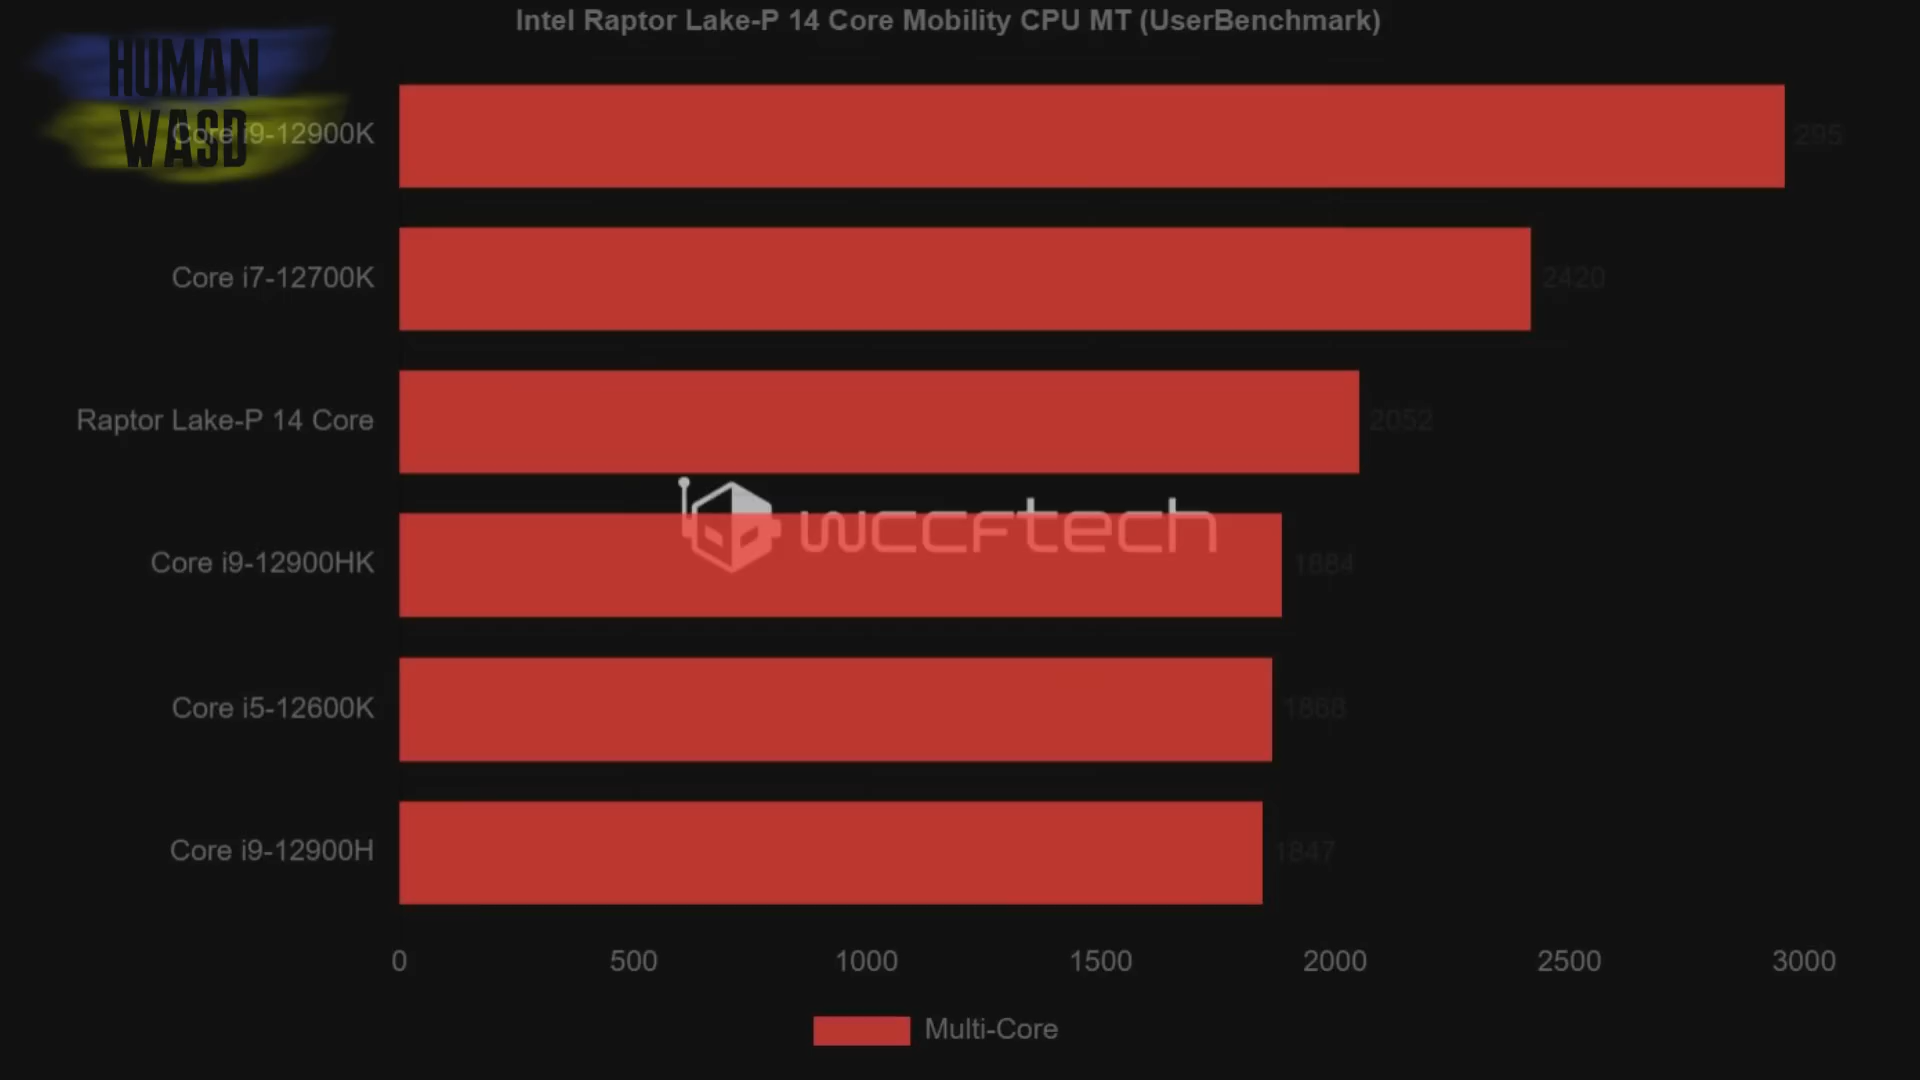 Intel Raptor Lake-P 14 Core Mobility CPU MT (UserBenchmark)
HUMAN
WASD
Core i9-12900K 295
Core i7-12700K 2420
Raptor Lake-P 14 Core 2052
wccftech
Core i9-12900HK 1884
Core i5-12600K 1868
Core i9-12900H 1847
0 500 1000 1500 2000 2500 3000
Multi-Core